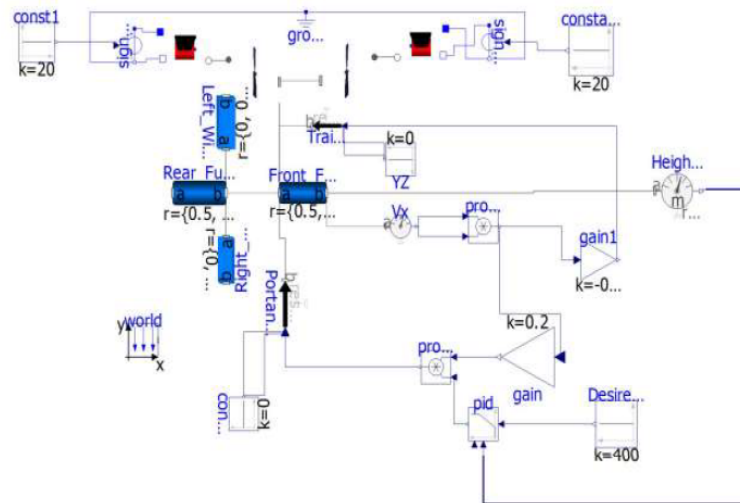 const1
gro...
consta...
sign...
sign...
k=20
k=20
Left_Wi...
b
a
r={0, 0...
Trai...
k=0
YZ
Rear_Fu...
Front_F...
Heigh...
a
b
a
b
m
r...
r={0.5, ...
r={0.5,...
Vx
pro...
r={0, ...
a
b
Right_...
gain1
k=-0...
Portan...
world
y
x
k=0.2
pro...
gain
con...
k=0
pid
Desire...
k=400